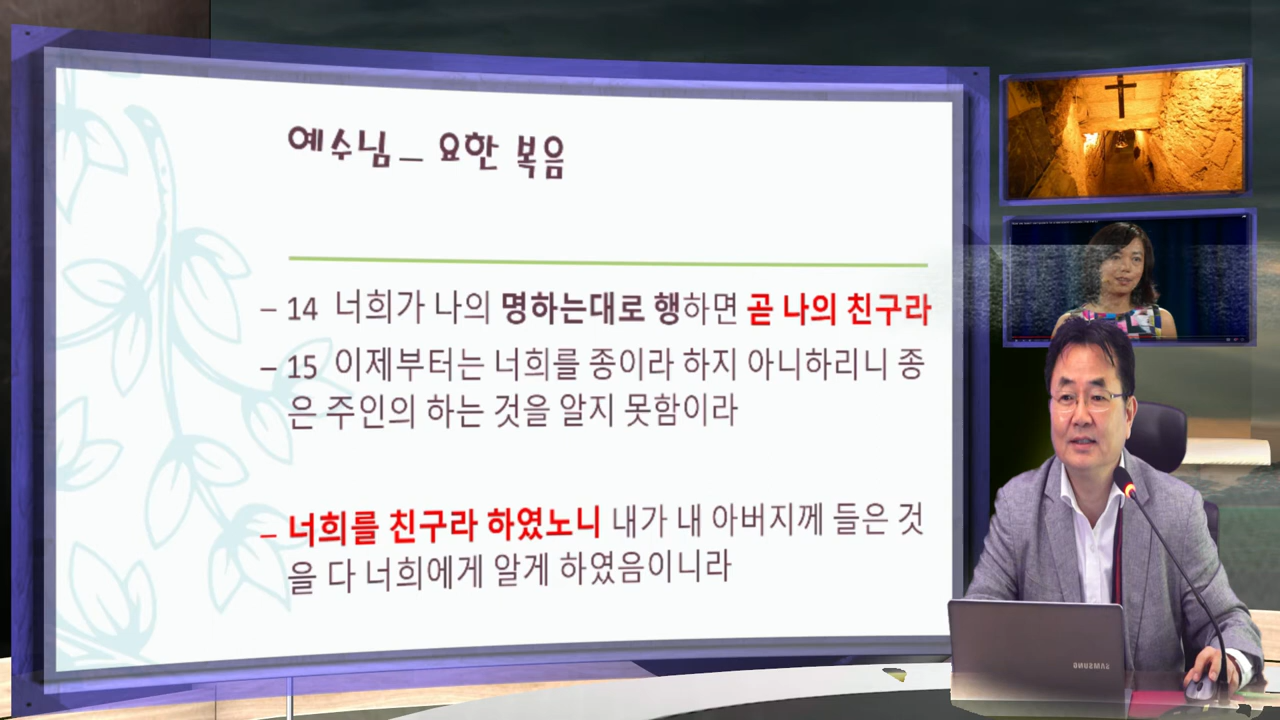 예수님_ 요한 복음
– 14 너희가 나의 명하는대로 행하면 곧 나의 친구라
– 15 이제부터는 너희를 종이라 하지 아니하리니 종
은 주인의 하는 것을 알지 못함이라
– 너희를 친구라 하였노니 내가 내 아버지께 들은 것
을 다 너희에게 알게 하였음이니라
SAMSUNG